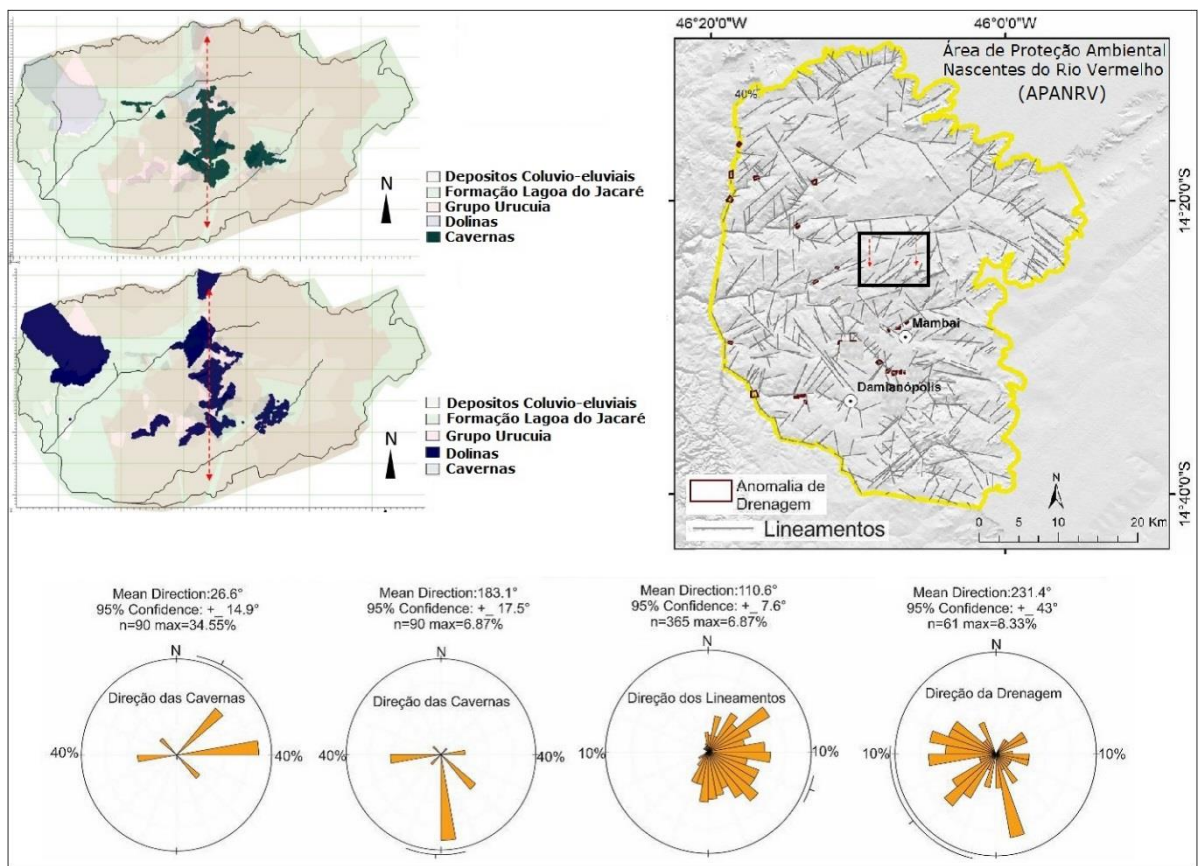 Depositos Coluvio-eluviais
Formação Lagoa do Jacaré
Grupo Urucuia
Dolinas
Cavernas
N
Depositos Coluvio-eluviais
Formação Lagoa do Jacaré
Grupo Urucuia
Dolinas
Cavernas
N
46°20'0"W
46°0'0"W
Área de Proteção Ambiental
Nascentes do Rio Vermelho
(APANRV)
40%
14°20'0"S
Mambai
Damianópolis
14°40'0"S
Anomalia de
Drenagem
Lineamentos
N
0 5 10 20 Km
Mean Direction:26.6°
95% Confidence: +_ 14.9°
n=90 max=34.55%
N
Direção das Cavernas
40%
40%
Mean Direction:183.1°
95% Confidence: +_ 17.5°
n=90 max=6.87%
N
Direção das Cavernas
40%
40%
Mean Direction:110.6°
95% Confidence: +_ 7.6°
n=365 max=6.87%
N
Direção dos Lineamentos
10%
10%
Mean Direction:231.4°
95% Confidence: +_ 43°
n=61 max=8.33%
N
Direção da Drenagem
10%
10%